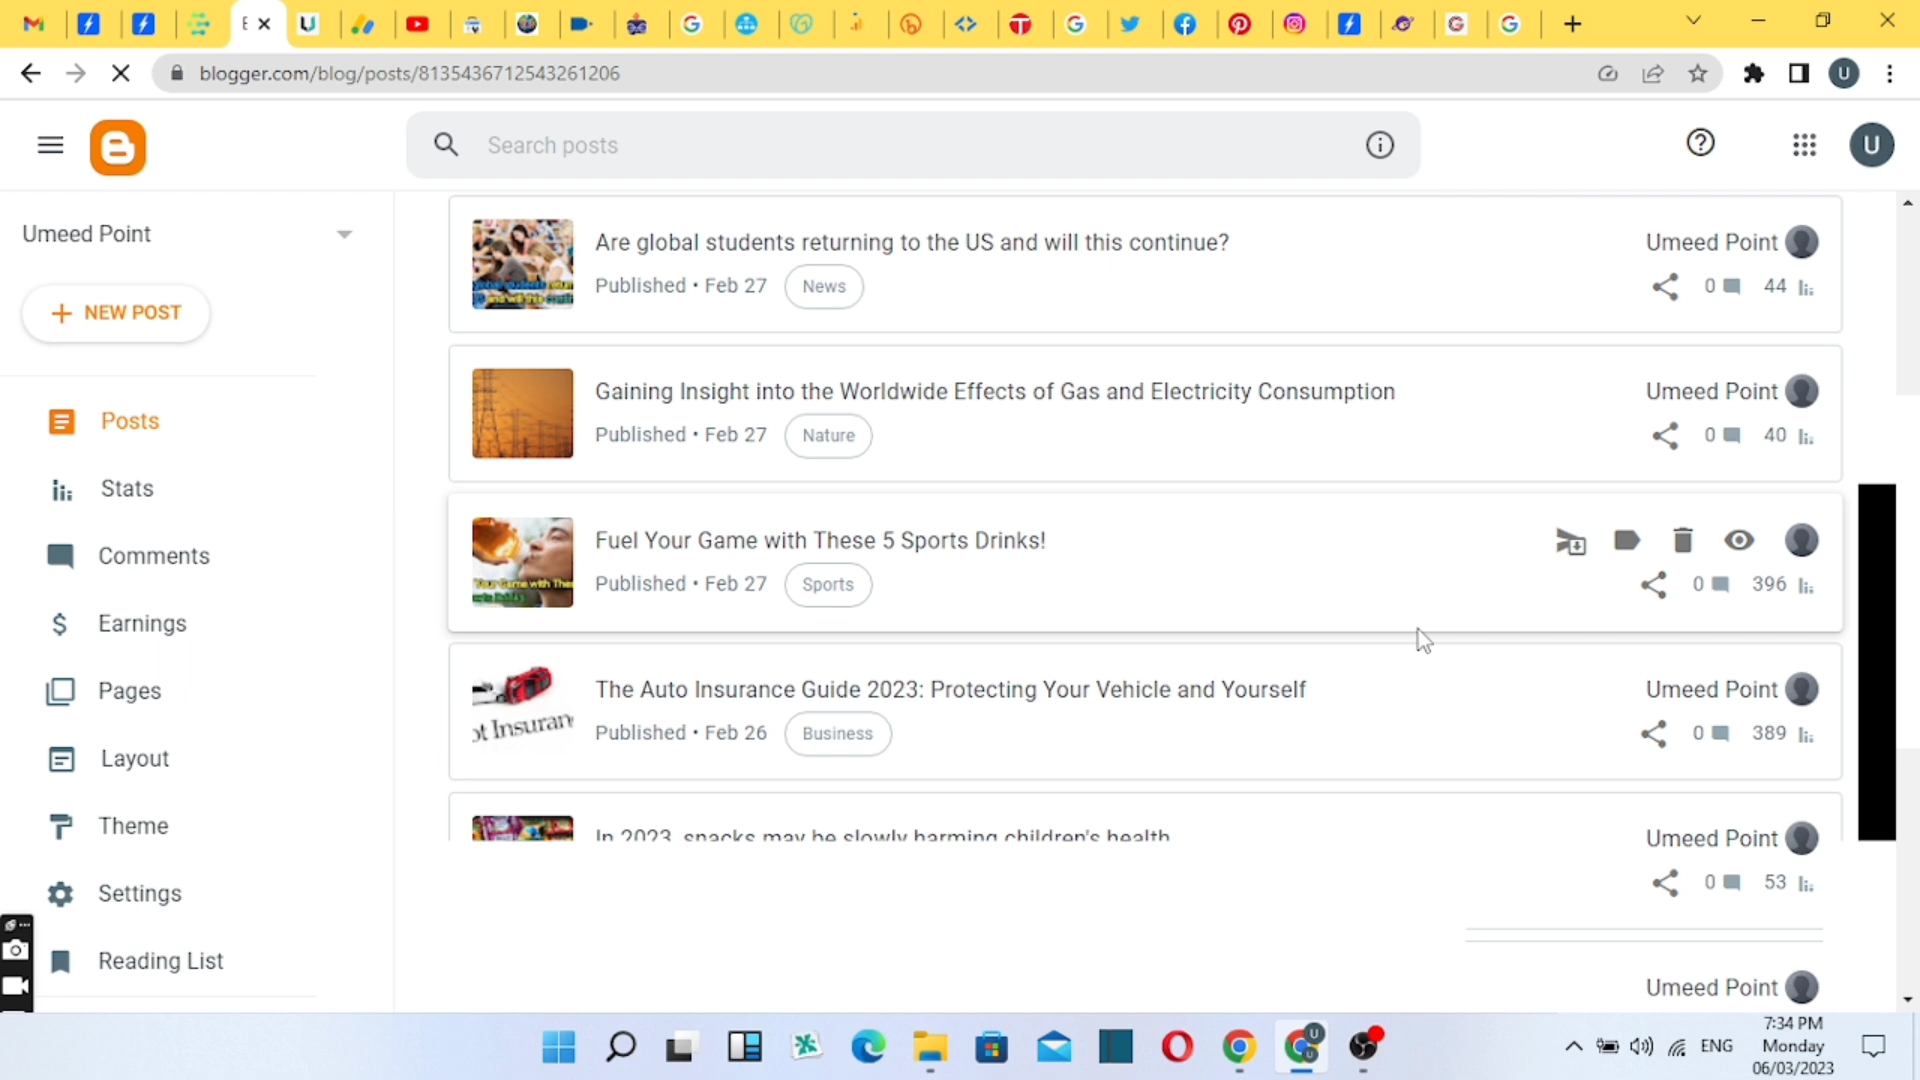 blogger.com/blog/posts/8135436712543261206
U
Search posts
U
Umeed Point
NEW POST
Posts
Stats
Comments
Earnings
Pages
Layout
Theme
Settings
Reading List
Are global students returning to the US and will this continue?
Umeed Point
Published • Feb 27
News
0
44
Gaining Insight into the Worldwide Effects of Gas and Electricity Consumption
Umeed Point
Published • Feb 27
Nature
0
40
Fuel Your Game with These 5 Sports Drinks!
Published • Feb 27
Sports
0
396
The Auto Insurance Guide 2023: Protecting Your Vehicle and Yourself
Umeed Point
Published • Feb 26
Business
0
389
In 2023, snacks may be slowly harming children's health
Umeed Point
0
53
Umeed Point
ENG
7:34 PM
Monday
06/03/2023